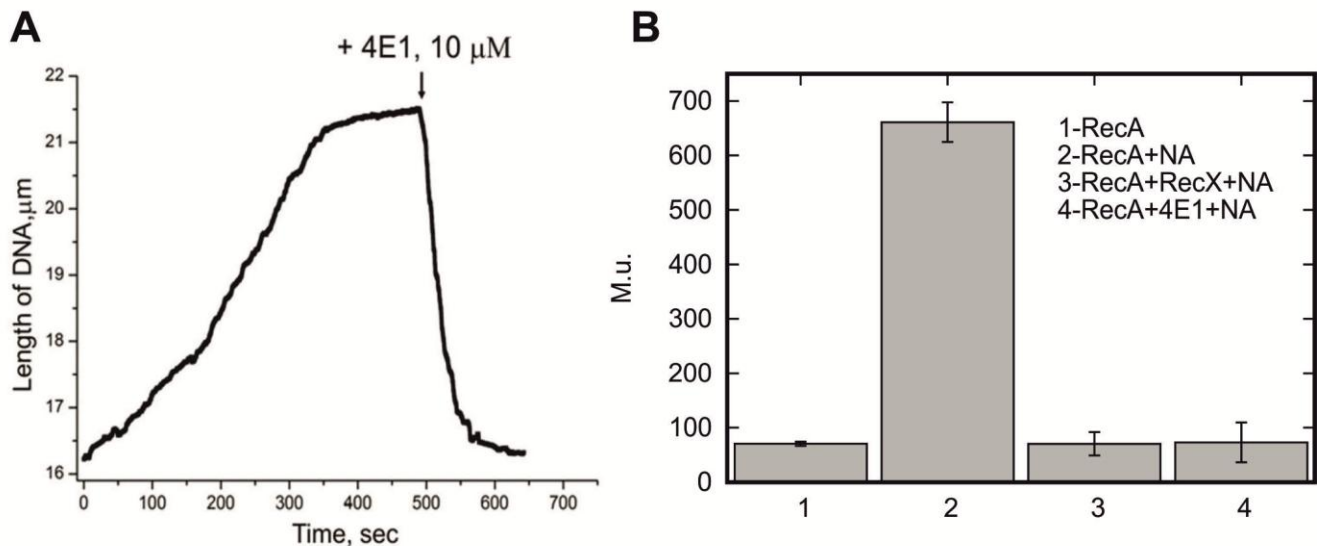 A
+ 4E1, 10 μM
Length of DNA,μm
22
21
19
18
16
16
0 100 200 300 400 500 600 700
Time, sec
B
M.u.
700
600
500
400
300
200
100
0
1-RecA
2-RecA+NA
3-RecA+RecX+NA
4-RecA+4E1+NA
1 2 3 4